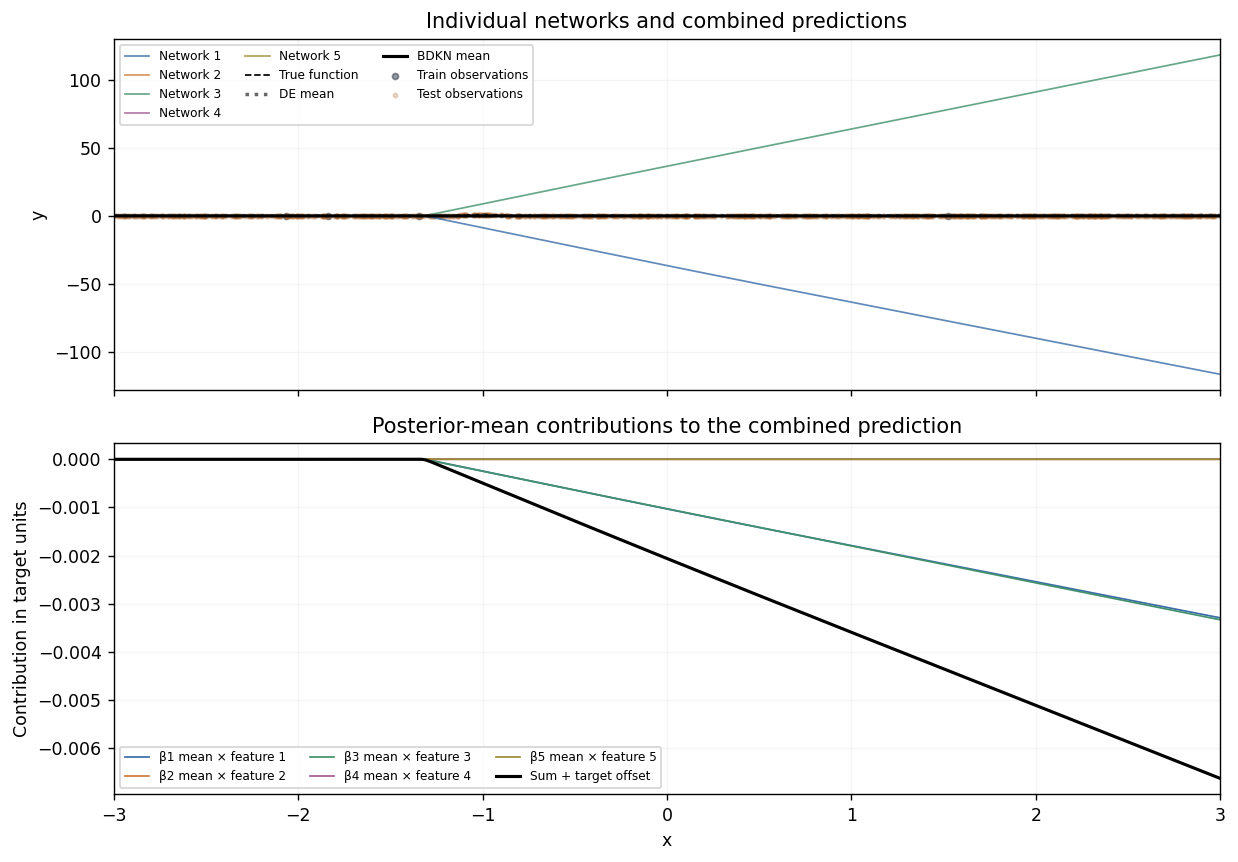 Individual networks and combined predictions
Network 1
Network 2
Network 3
Network 4
Network 5
True function
DE mean
BDKN mean
Train observations
Test observations
100
50
0
−50
−100
y
Posterior-mean contributions to the combined prediction
0.000
−0.001
−0.002
−0.003
−0.004
−0.005
−0.006
Contribution in target units
β1 mean × feature 1
β2 mean × feature 2
β3 mean × feature 3
β4 mean × feature 4
β5 mean × feature 5
Sum + target offset
−3 −2 −1 0 1 2 3
x